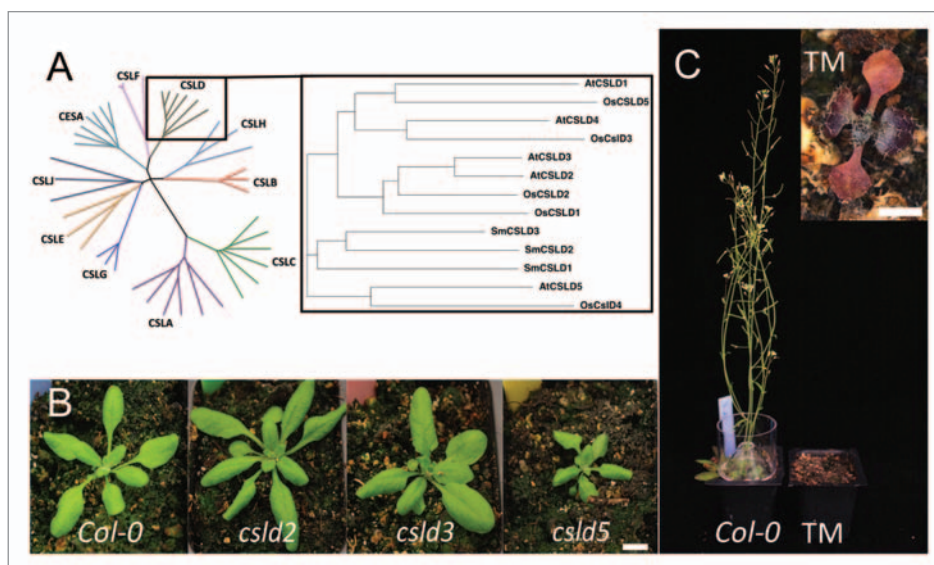 A
CSLF
CSLD
CESA
CSLH
CSLJ
CSLB
CSLE
CSLG
CSLC
CSLA
AtCSLD1
OsCSLD5
AtCSLD4
OsCslD3
AtCSLD3
AtCSLD2
OsCSLD2
OsCSLD1
SmCSLD3
SmCSLD2
SmCSLD1
AtCSLD5
OsCslD4
B
Col-0
csld2
csld3
csld5
C
TM
Col-0 TM